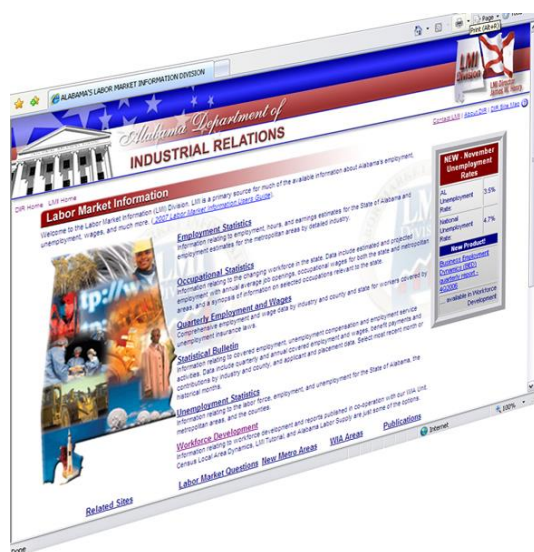 Page
Print (Alt+R)
ALABAMA'S LABOR MARKET INFORMATION DIVISION
LMI
Division
LMI Director
Alabama Department of
INDUSTRIAL RELATIONS
Contact LMI | About DIR | DIR Site Map
DIR Home LMI Home
Labor Market Information
Welcome to the Labor Market Information (LMI) Division. LMI is a primary source for much of the available information about Alabama's employment,
unemployment, wages, and much more. (2007 Labor Market Information Users Guide).
Employment Statistics
Information relating to employment, hours, and earnings estimates for the State of Alabama and
employment estimates for the metropolitan areas by detailed industry.
Occupational Statistics
Information relating to the changing workforce in the state. Data include estimated and projected
employment with annual average job openings, occupational wages for both the state and metropolitan
areas, and a synopsis of information on selected occupations relevant to the state.
Quarterly Employment and Wages
Comprehensive employment and wage data by industry and county and state for workers covered by
unemployment insurance laws.
Statistical Bulletin
Information relating to covered employment, unemployment compensation and employment service
activities. Data include quarterly and annual covered employment and wages, benefit payments and
contributions by industry and county, and applicant and placement data. Select most recent month or
historical months.
Unemployment Statistics
Information relating to the labor force, employment, and unemployment for the State of Alabama, the
metropolitan areas, and the counties.
Workforce Development
Information relating to workforce development and reports published in co-operation with our WIA Unit.
Census Local Area Dynamics, LMI Tutorial, and Alabama Labor Supply are just some of the options.
Labor Market Questions New Metro Areas WIA Areas Publications
Related Sites
NEW - November
Unemployment
Rates
AL
Unemployment
Rate:
3.5%
National
Unemployment
Rate:
4.7%
New Product!
Business Employment
Dynamics (BED)
quarterly report -
4Q2006
available in Workforce
Development
http://w
Internet
100%